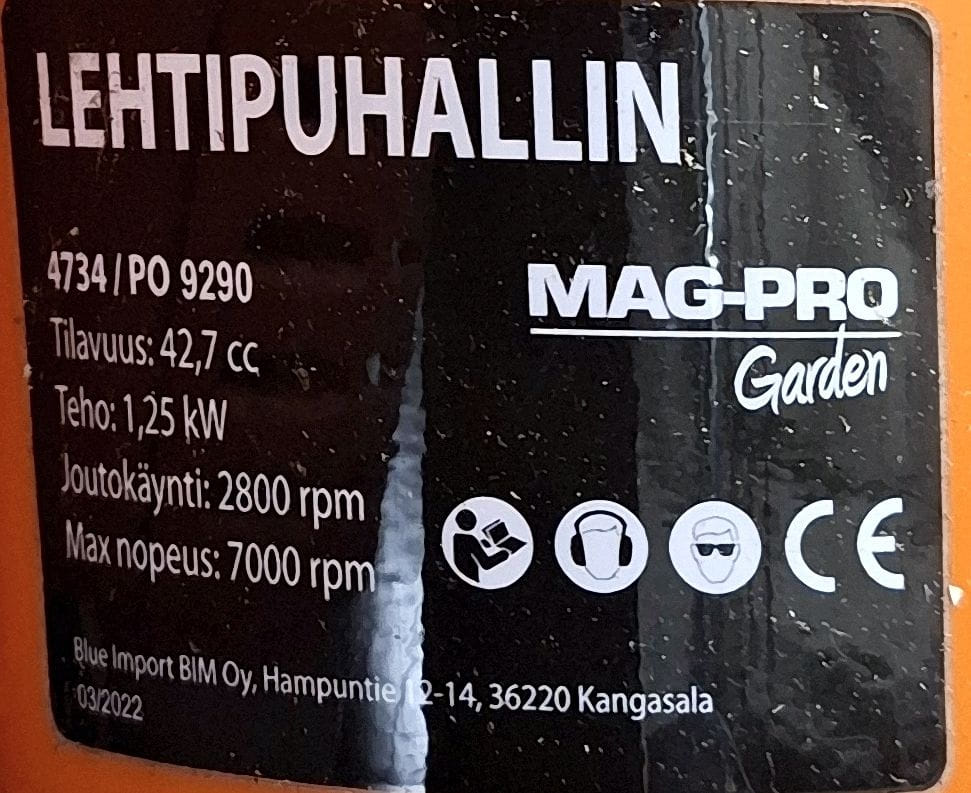 LEHTIPUHALLIN
4734 / PO 9290
Tilavuus: 42,7 cc
Teho: 1,25 kW
Joutokäynti: 2800 rpm
Max nopeus: 7000 rpm
MAG-PRO
Garden
CE
Blue Import BIM Oy, Hampuntie 12-14, 36220 Kangasala
03/2022